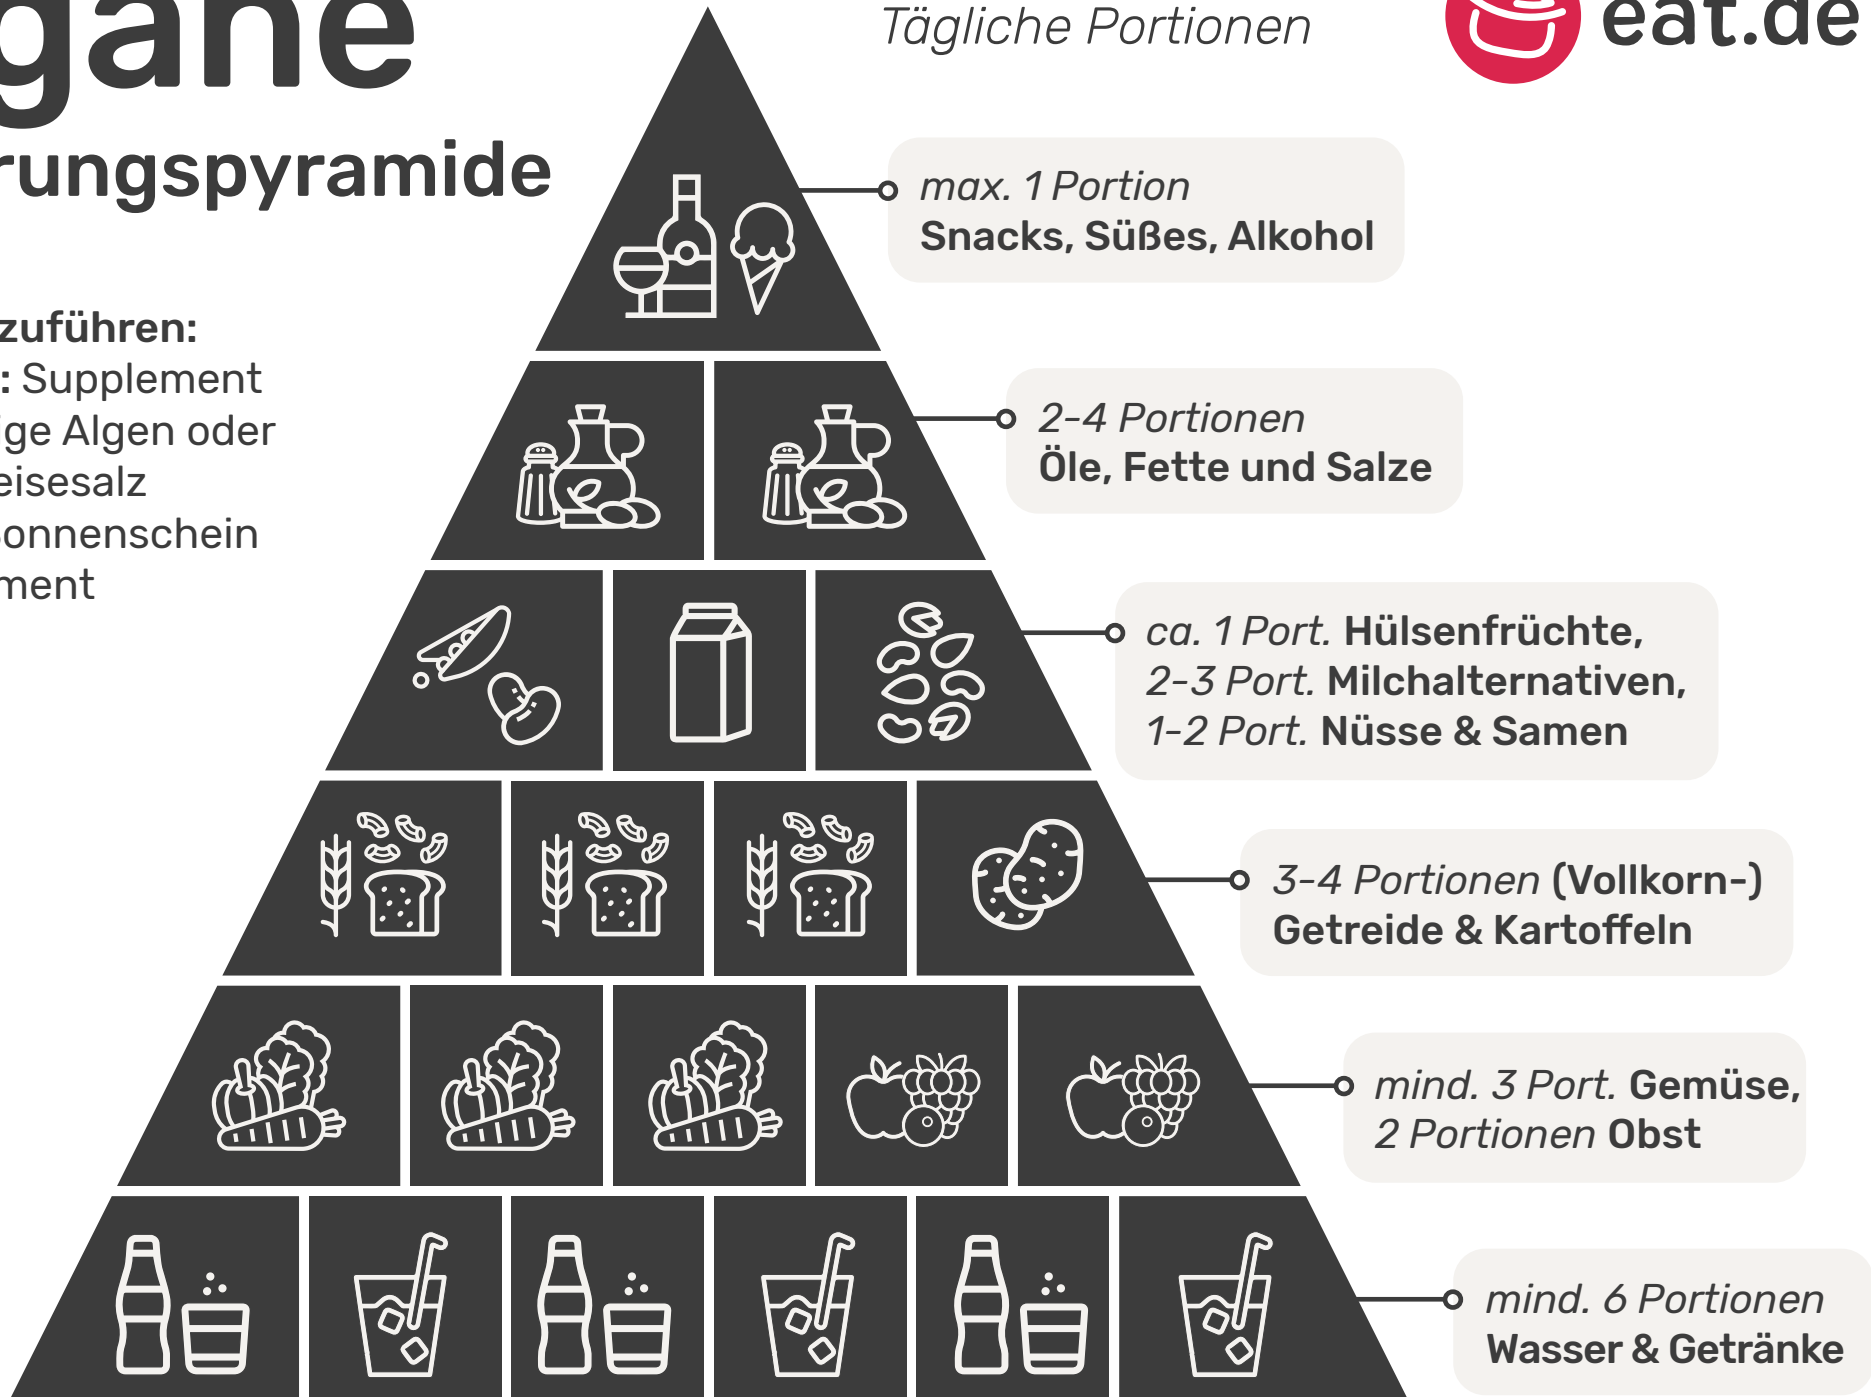 gane
rungspyramide
Tägliche Portionen
eat.de
max. 1 Portion
Snacks, Süßes, Alkohol
zuführen:
: Supplement
ige Algen oder
eisesalz
Sonnenschein
ment
2-4 Portionen
Öle, Fette und Salze
ca. 1 Port. Hülsenfrüchte,
2-3 Port. Milchalternativen,
1-2 Port. Nüsse & Samen
3-4 Portionen (Vollkorn-)
Getreide & Kartoffeln
mind. 3 Port. Gemüse,
2 Portionen Obst
mind. 6 Portionen
Wasser & Getränke